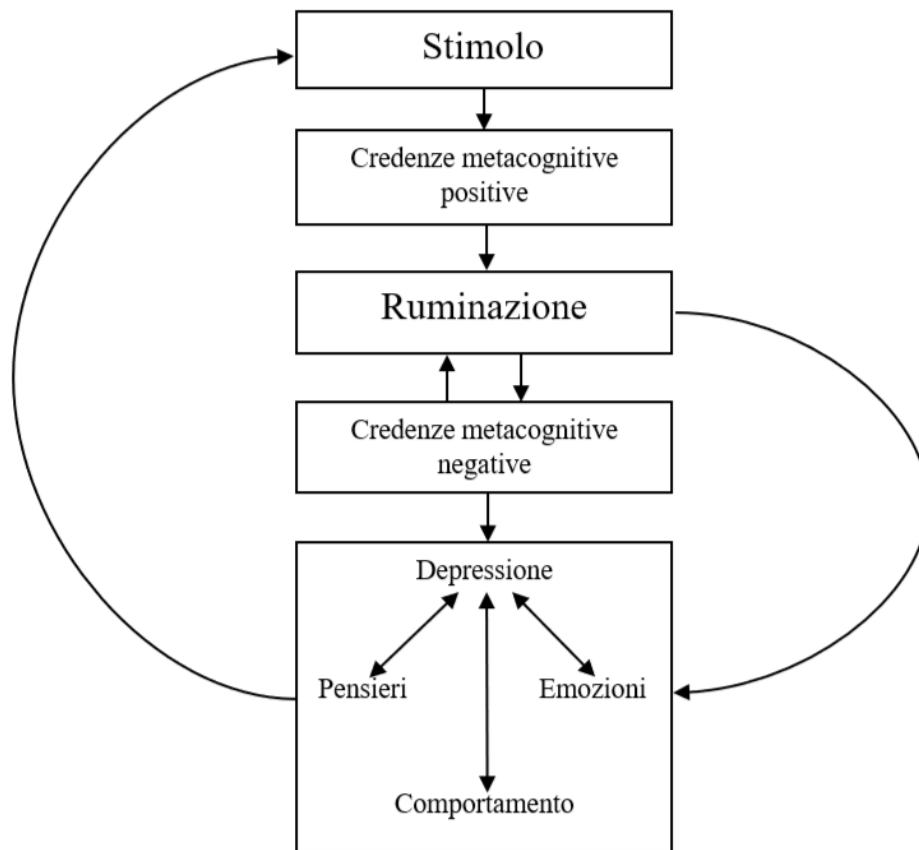 Stimolo
Credenze metacognitive
positive
Ruminazione
Credenze metacognitive
negative
Depressione
Pensieri
Emozioni
Comportamento